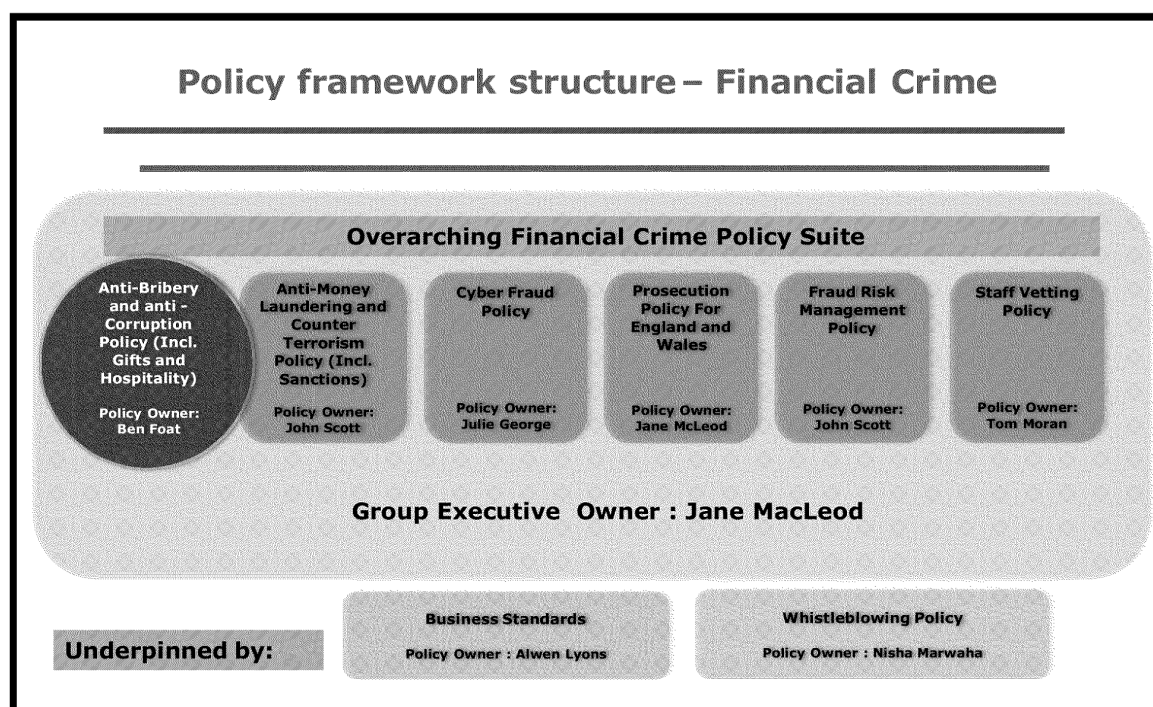 Policy framework structure – Financial Crime
Overarching Financial Crime Policy Suite
Anti-Bribery
and anti -
Corruption
Policy (Incl.
Gifts and
Hospitality)
Policy Owner:
Ben Foat
Anti-Money
Laundering and
Counter
Terrorism
Policy (Incl.
Sanctions)
Policy Owner:
John Scott
Cyber Fraud
Policy
Policy Owner:
Julie George
Prosecution
Policy For
England and
Wales
Policy Owner:
Jane McLeod
Fraud Risk
Management
Policy
Policy Owner:
John Scott
Staff Vetting
Policy
Policy Owner:
Tom Moran
Group Executive  Owner : Jane MacLeod
Underpinned by:
Business Standards
Policy Owner : Alwen Lyons
Whistleblowing Policy
Policy Owner : Nisha Marwaha